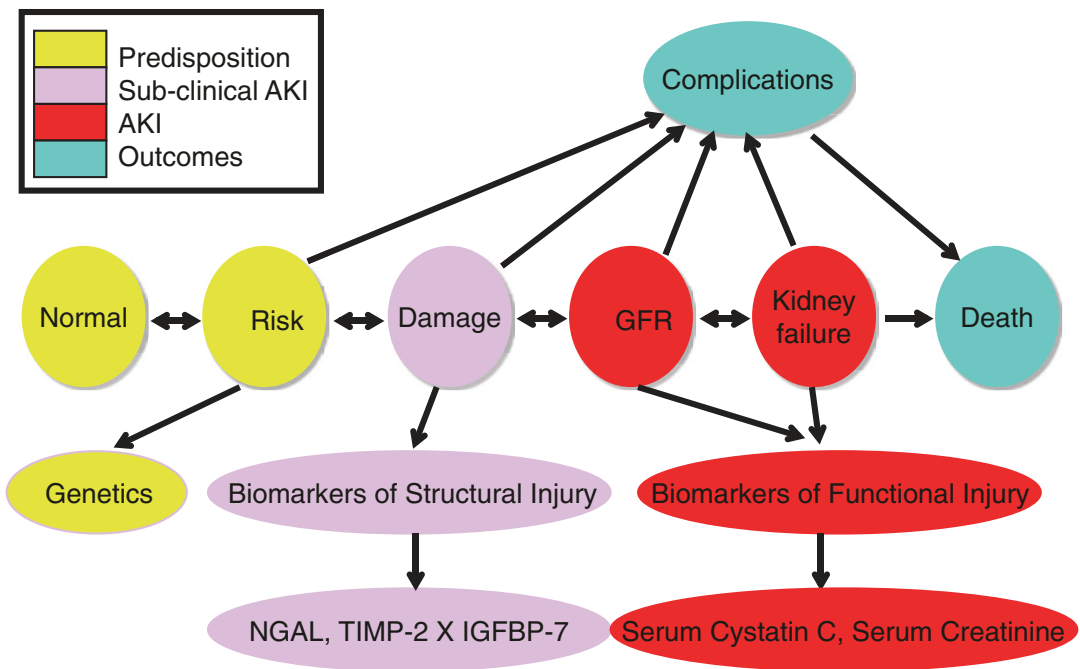 Predisposition
Sub-clinical AKI
AKI
Outcomes
Complications
Normal
Risk
Damage
GFR
Kidney
failure
Death
Genetics
Biomarkers of Structural Injury
Biomarkers of Functional Injury
NGAL, TIMP-2 X IGFBP-7
Serum Cystatin C, Serum Creatinine